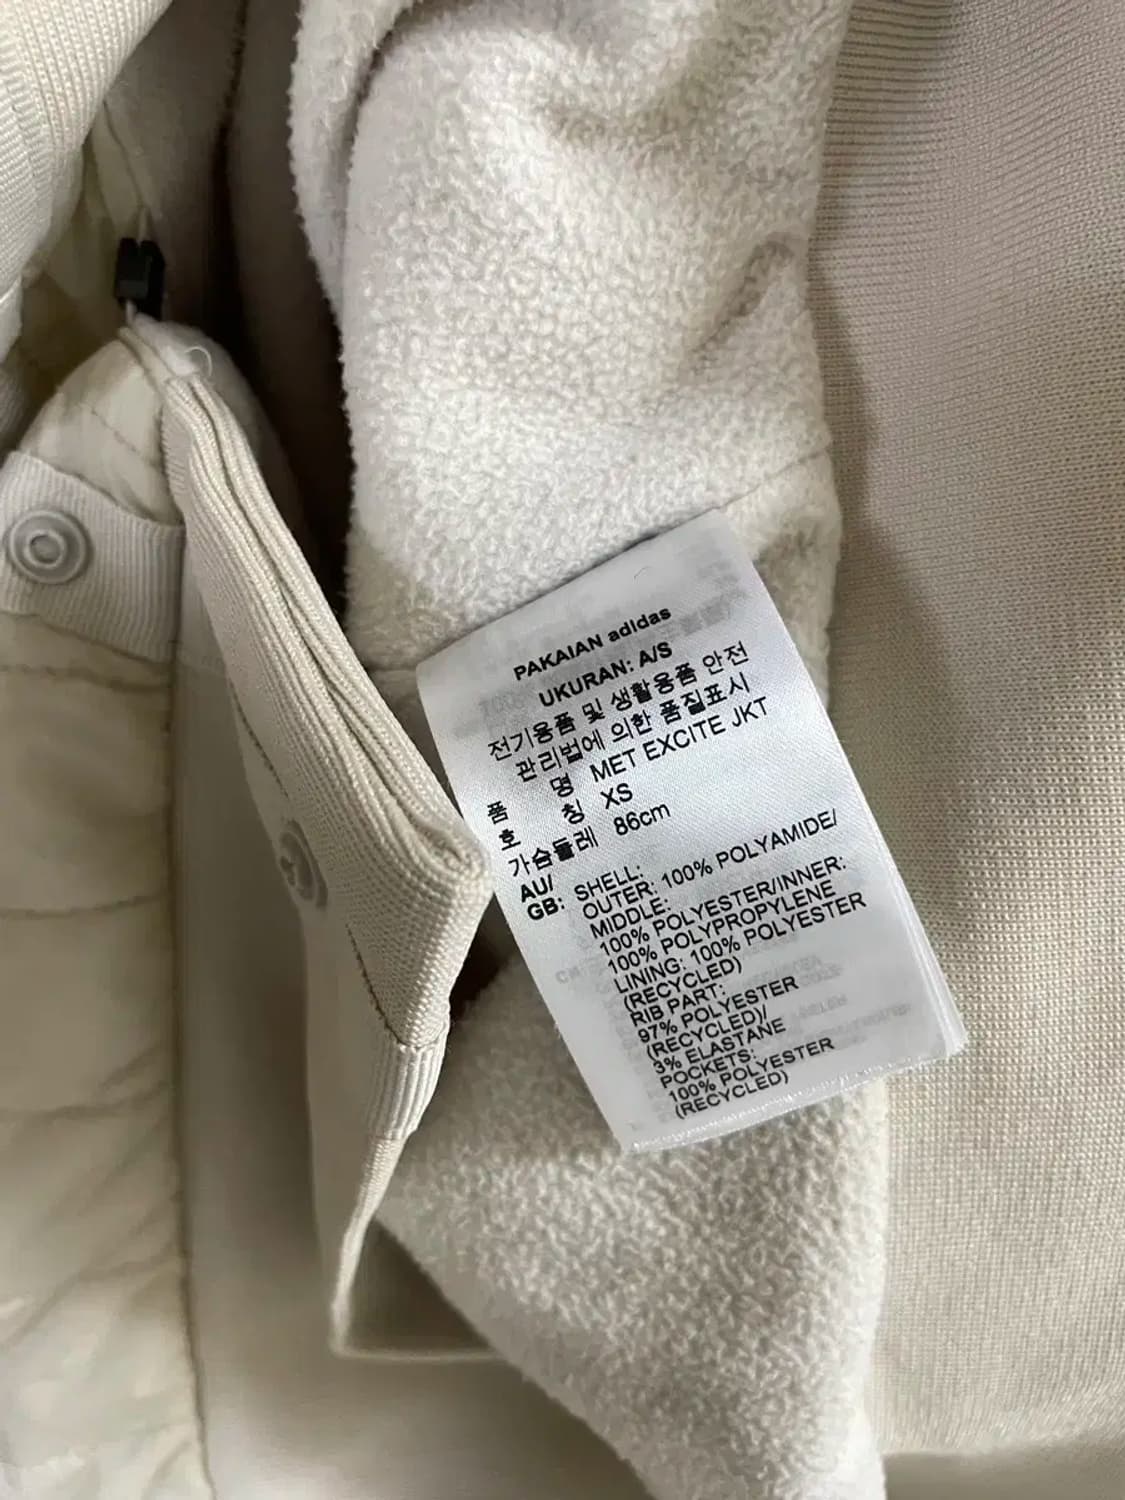 PAKAIAN adidas
UKURAN: A/S
전기용품 및 생활용품 안전
관리법에 의한 품질표시
품 명 MET EXCITE JKT
호 칭 XS
가슴둘레 86cm
AU/
GB: SHELL:
OUTER: 100% POLYAMIDE/
MIDDLE:
100% POLYESTER/INNER:
100% POLYPROPYLENE
LINING: 100% POLYESTER
(RECYCLED)
RIB PART:
97% POLYESTER
(RECYCLED)/
3% ELASTANE
POCKETS:
100% POLYESTER
(RECYCLED)